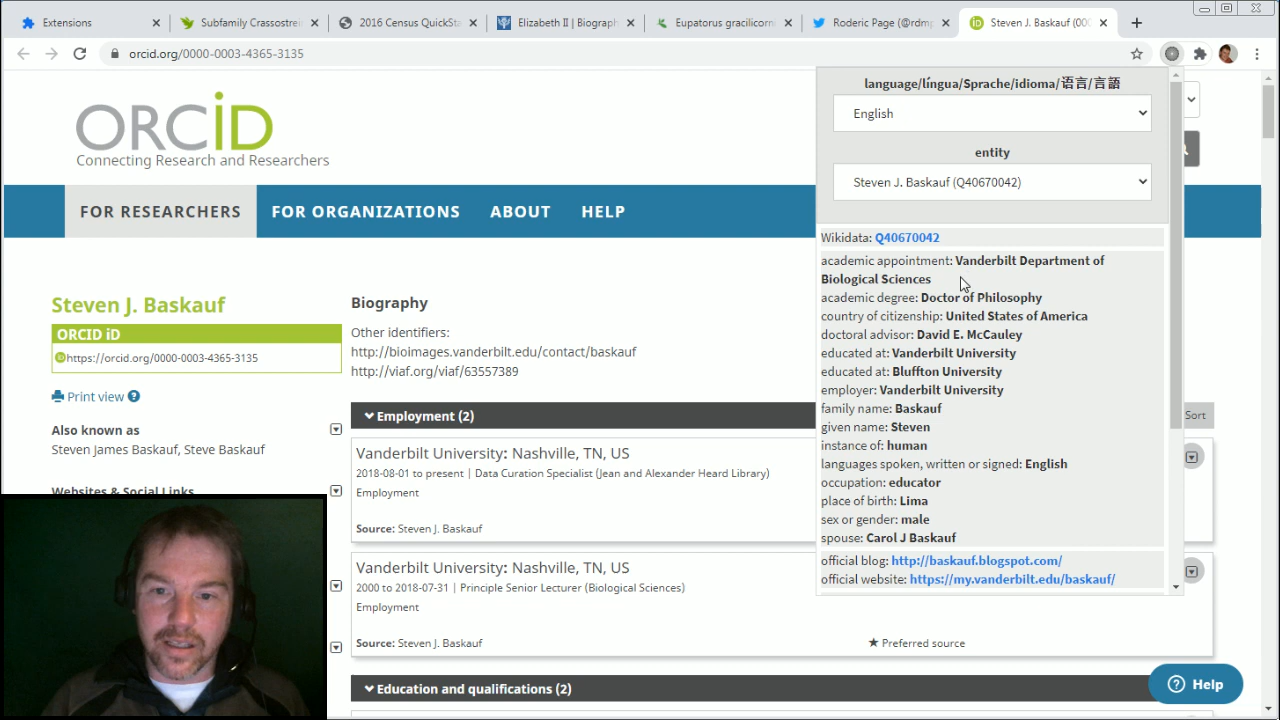 Extensions
Subfamily Crassostrei
2016 Census QuickSta
Elizabeth II | Biograph
Eupatorus gracilicorni
Roderic Page (@rdmp
Steven J. Baskauf (00
orcid.org/0000-0003-4365-3135
ORCID
Connecting Research and Researchers
FOR RESEARCHERS
FOR ORGANIZATIONS
ABOUT
HELP
Steven J. Baskauf
ORCID iD
https://orcid.org/0000-0003-4365-3135
Print view
Also known as
Steven James Baskauf, Steve Baskauf
Websites & Social Links
Biography
Other identifiers:
http://bioimages.vanderbilt.edu/contact/baskauf
http://viaf.org/viaf/63557389
Employment (2)
Sort
Vanderbilt University: Nashville, TN, US
2018-08-01 to present | Data Curation Specialist (Jean and Alexander Heard Library)
Employment
Source: Steven J. Baskauf
Vanderbilt University: Nashville, TN, US
2000 to 2018-07-31 | Principle Senior Lecturer (Biological Sciences)
Employment
Source: Steven J. Baskauf
★ Preferred source
Education and qualifications (2)
language/língua/Sprache/idioma/语言/言語
English
entity
Steven J. Baskauf (Q40670042)
Wikidata: Q40670042
academic appointment: Vanderbilt Department of
Biological Sciences
academic degree: Doctor of Philosophy
country of citizenship: United States of America
doctoral advisor: David E. McCauley
educated at: Vanderbilt University
educated at: Bluffton University
employer: Vanderbilt University
family name: Baskauf
given name: Steven
instance of: human
languages spoken, written or signed: English
occupation: educator
place of birth: Lima
sex or gender: male
spouse: Carol J Baskauf
official blog: http://baskauf.blogspot.com/
official website: https://my.vanderbilt.edu/baskauf/
Help